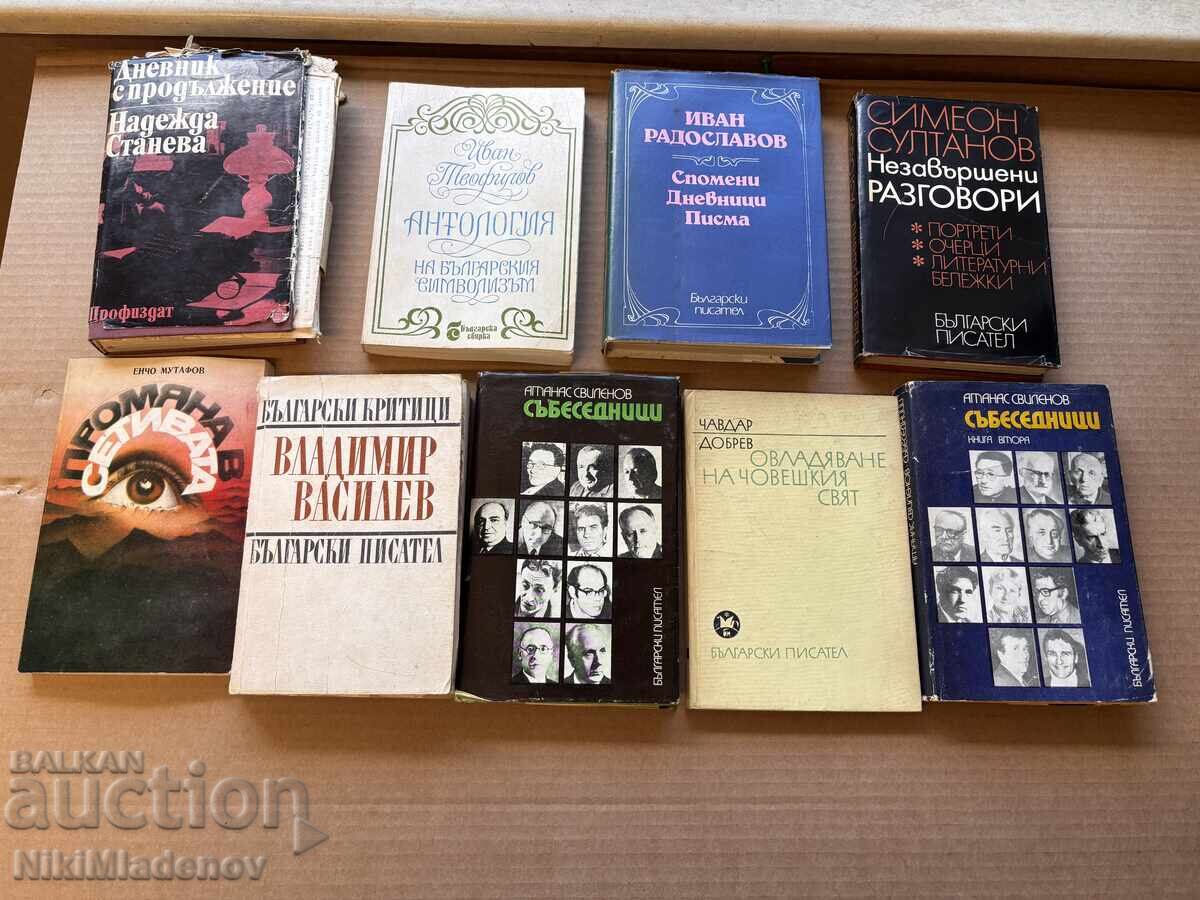 Дневник
с продължение
Надежда
Станева
Профиздат
Иван
Теофилов
АНТОЛОГИЯ
НА БЪЛГАРСКИЯ
СИМВОЛИЗЪМ
Българска
сбирка
ИВАН
РАДОСЛАВОВ
Спомени
Дневници
Писма
Български
писател
СИМЕОН
СУЛТАНОВ
Незавършени
РАЗГОВОРИ
* ПОРТРЕТИ
* ОЧЕРЦИ
* ЛИТЕРАТУРНИ
БЕЛЕЖКИ
БЪЛГАРСКИ
ПИСАТЕЛ
ЕНЧО МУТАФОВ
ПРОМЯНА В
СЕТИВАТА
БЪЛГАРСКИ КРИТИЦИ
ВЛАДИМИР
ВАСИЛЕВ
БЪЛГАРСКИ ПИСАТЕЛ
АТАНАС СВИЛЕНОВ
СЪБЕСЕДНИЦИ
БЪЛГАРСКИ ПИСАТЕЛ
ЧАВДАР
ДОБРЕВ
ОВЛАДЯВАНЕ
НА ЧОВЕШКИЯ
СВЯТ
БЪЛГАРСКИ ПИСАТЕЛ
АТАНАС СВИЛЕНОВ
СЪБЕСЕДНИЦИ
КНИГА ВТОРА
БЪЛГАРСКИ ПИСАТЕЛ
BALKAN
auction
NikiMladenov